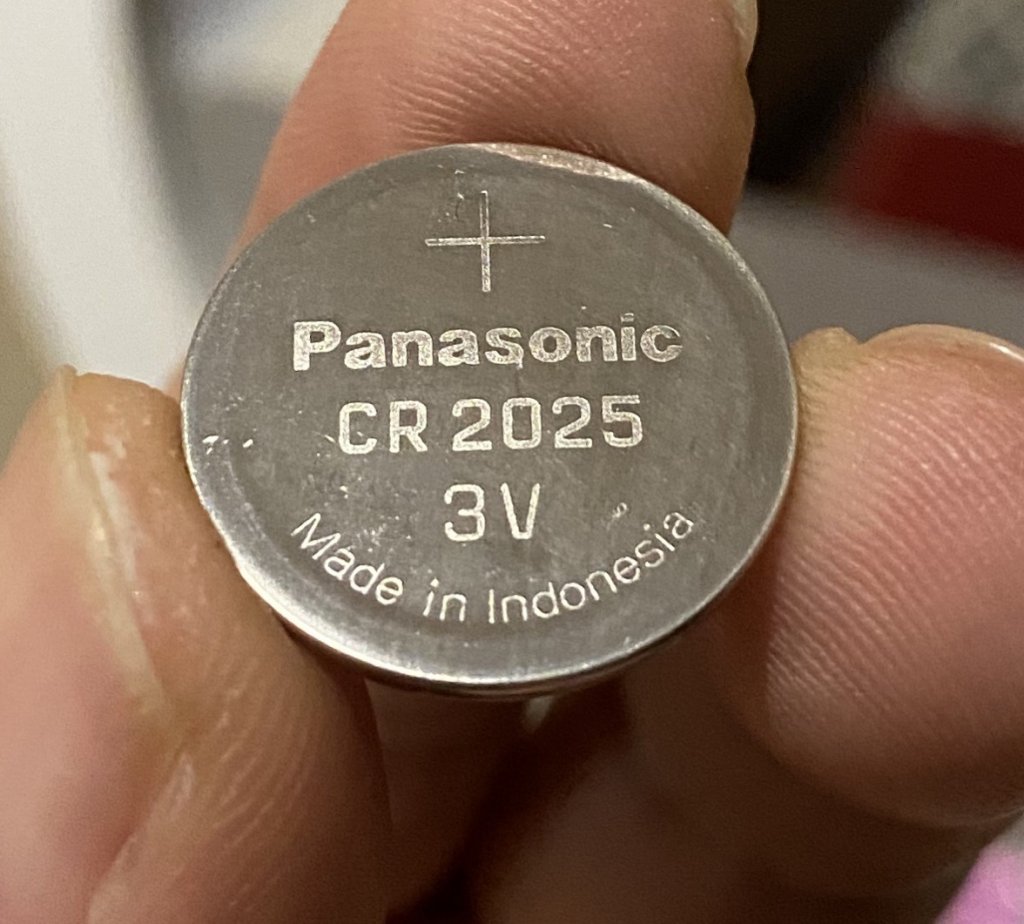 +
Panasonic
CR 2025
3V
Made in Indonesia